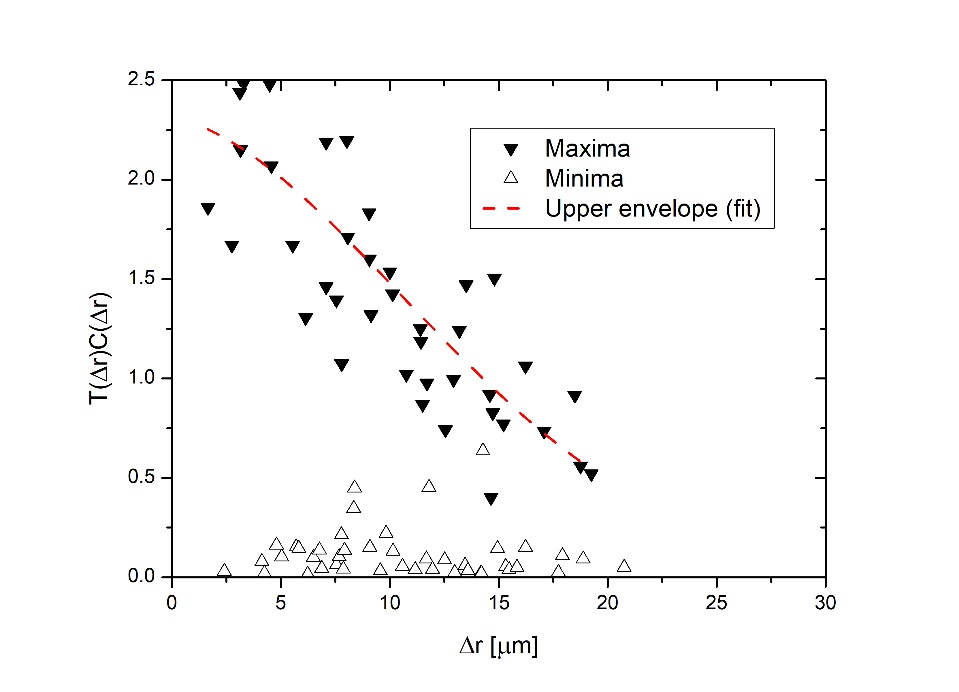 2.5
2.0
1.5
1.0
0.5
0.0
T(Δr)C(Δr)
Maxima
Minima
Upper envelope (fit)
0 5 10 15 20 25 30
Δr [μm]